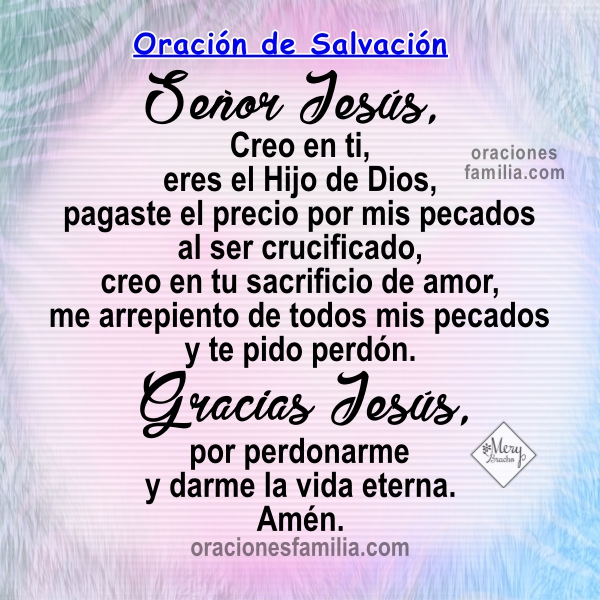 Oración de Salvación
Señor Jesús,
Creo en ti,
oraciones
familia.com
eres el Hijo de Dios,
pagaste el precio por mis pecados
al ser crucificado,
creo en tu sacrificio de amor,
me arrepiento de todos mis pecados
y te pido perdón.
Gracias Jesús,
por perdonarme
Mery
Bracho
y darme la vida eterna.
Amén.
oracionesfamilia.com